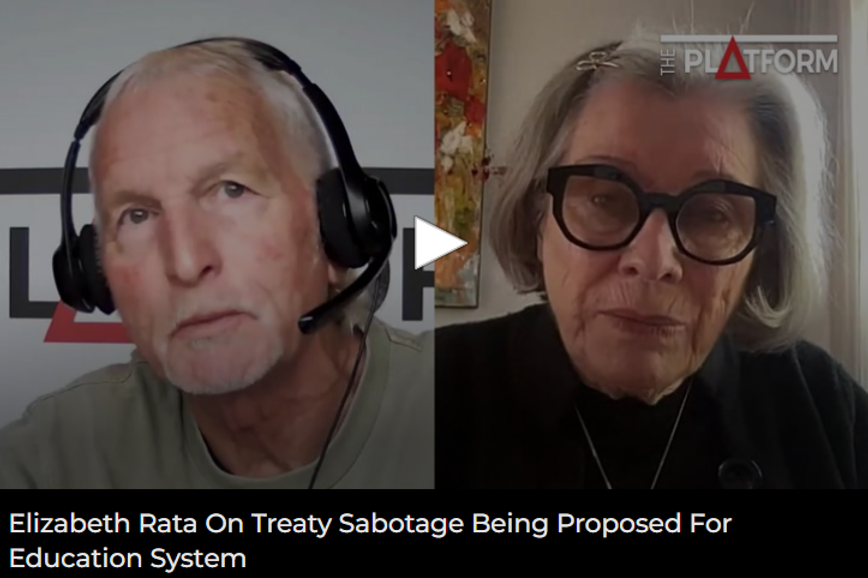 THE PLATFORM
Elizabeth Rata On Treaty Sabotage Being Proposed For
Education System